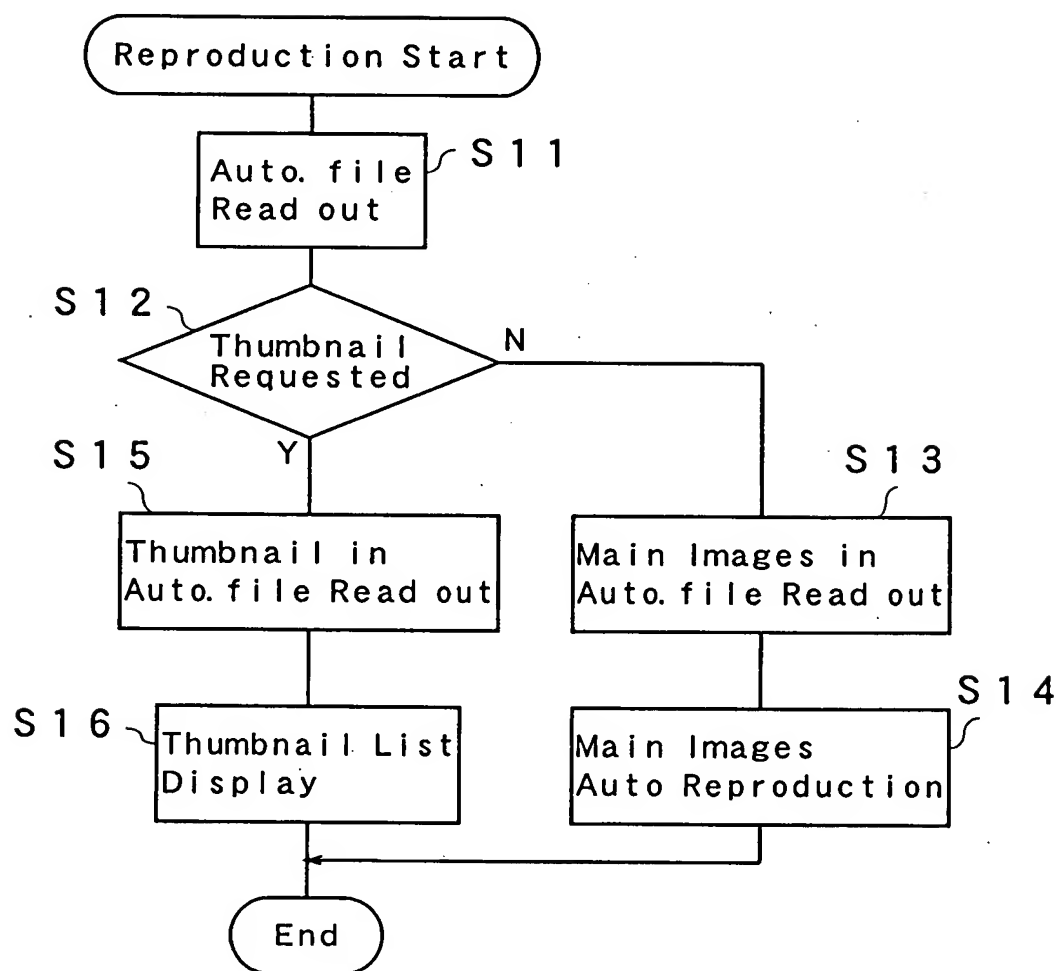 Reproduction Start
S11
Auto. file
Read out
S12
Thumbnail
Requested
N
Y
S15
Thumbnail in
Auto. file Read out
S13
Main Images in
Auto. file Read out
S16
Thumbnail List
Display
S14
Main Images
Auto Reproduction
End